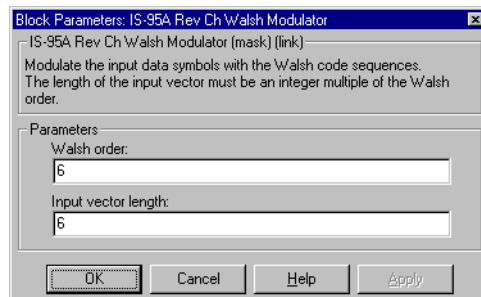 Block Parameters: IS-95A Rev Ch Walsh Modulator
IS-95A Rev Ch Walsh Modulator (mask) (link)
Modulate the input data symbols with the Walsh code sequences.
The length of the input vector must be an integer multiple of the Walsh
order.
Parameters
Walsh order:
6
Input vector length:
6
OK Cancel Help Apply